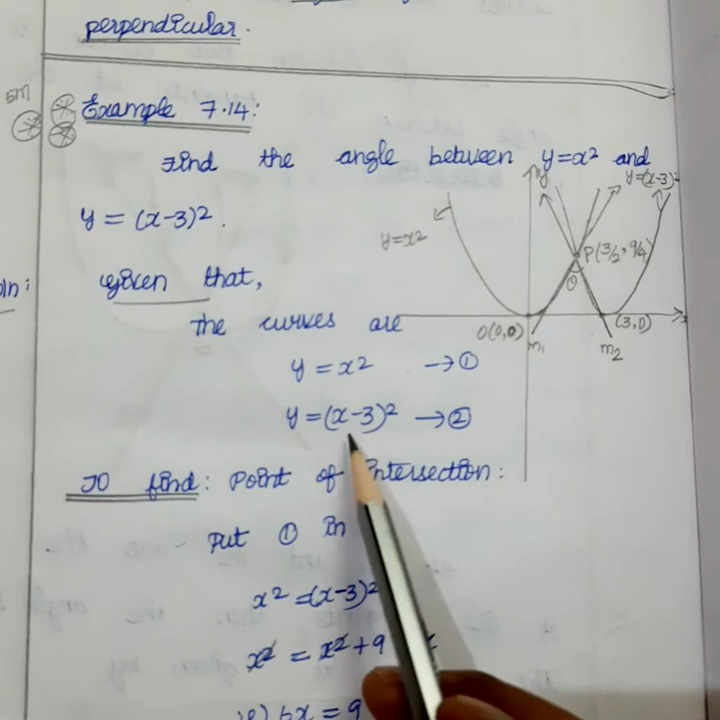 perpendicular.
5m
Example 7.14:
Find the angle between y=x² and
y = (x-3)².
y
y=(x-3)²
y=x²
P(3/2, 9/4)
θ
O(0,0)
(3,0)
x
m₁
m₂
Given that,
The curves are
y = x² → ①
y = (x-3)² → ②
To find: Point of intersection:
Put ① in
x² = (x-3)²
x² = x² + 9
6x = 9